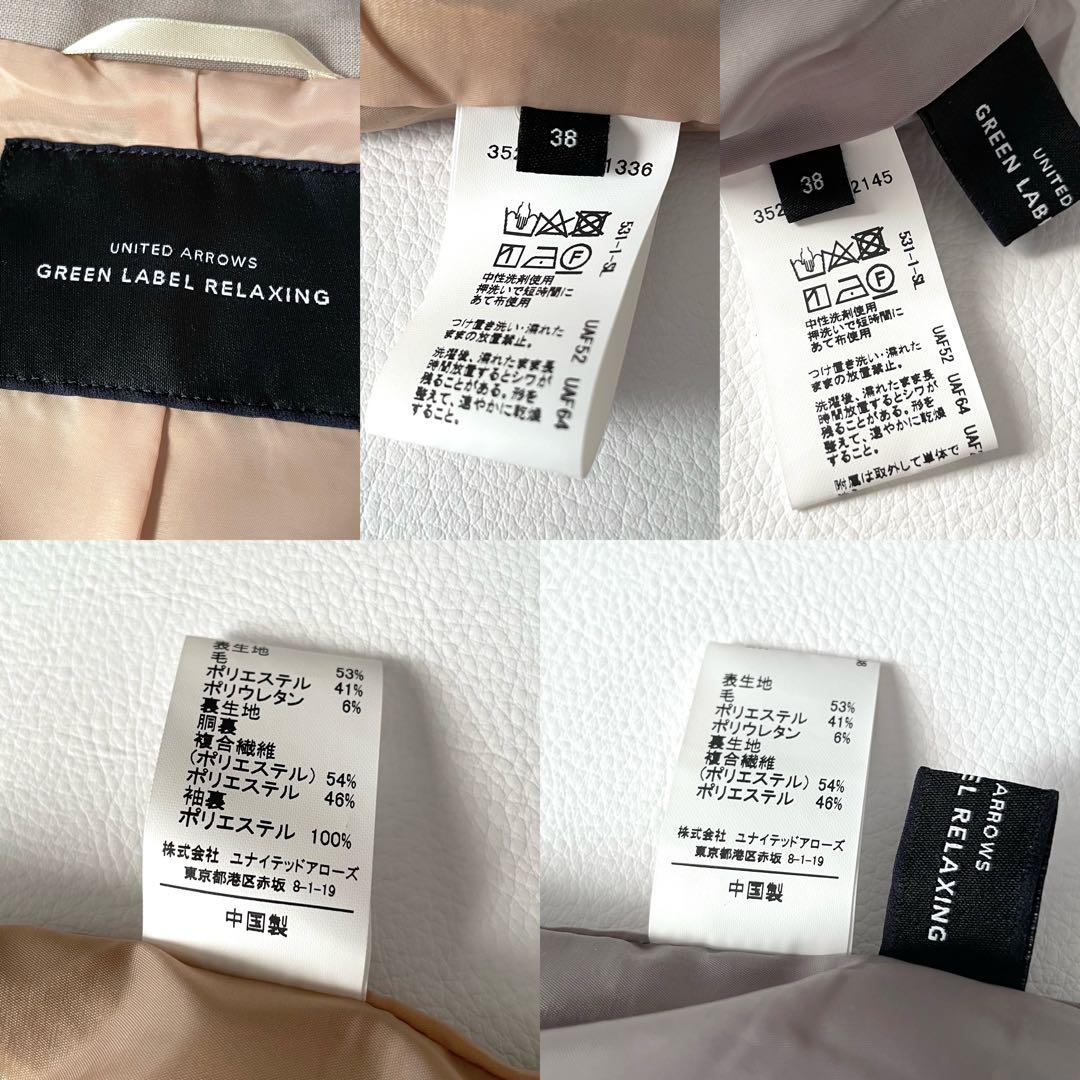 UNITED ARROWS
GREEN LABEL RELAXING
38
352
1336
中性洗剤使用
押洗いで短時間に
あて布使用
つけ置き洗い・濡れた
ままの放置禁止。
洗濯後、濡れたまま長
時間放置するとシワが
残ることがある。形を
整えて、速やかに乾燥
すること。
531-1-SL
UAF52 UAF64
38
352
2145
中性洗剤使用
押洗いで短時間に
あて布使用
つけ置き洗い・濡れた
ままの放置禁止。
洗濯後、濡れたまま長
時間放置するとシワが
残ることがある。形を
整えて、速やかに乾燥
すること。
附属は取外して単体で
531-1-SL
UAF52 UAF64
UNITED
GREEN LAB
表生地
毛 53%
ポリエステル 41%
ポリウレタン 6%
裏生地
胴裏
複合繊維
(ポリエステル) 54%
ポリエステル 46%
袖裏
ポリエステル 100%
株式会社 ユナイテッドアローズ
東京都港区赤坂 8-1-19
中国製
表生地
毛 53%
ポリエステル 41%
ポリウレタン 6%
裏生地
複合繊維
(ポリエステル) 54%
ポリエステル 46%
株式会社 ユナイテッドアローズ
東京都港区赤坂 8-1-19
中国製
ARROWS
EL RELAXING